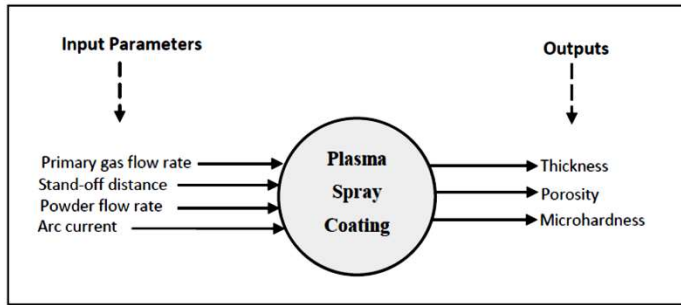 Input Parameters
Primary gas flow rate
Stand-off distance
Powder flow rate
Arc current
Plasma
Spray
Coating
Outputs
Thickness
Porosity
Microhardness